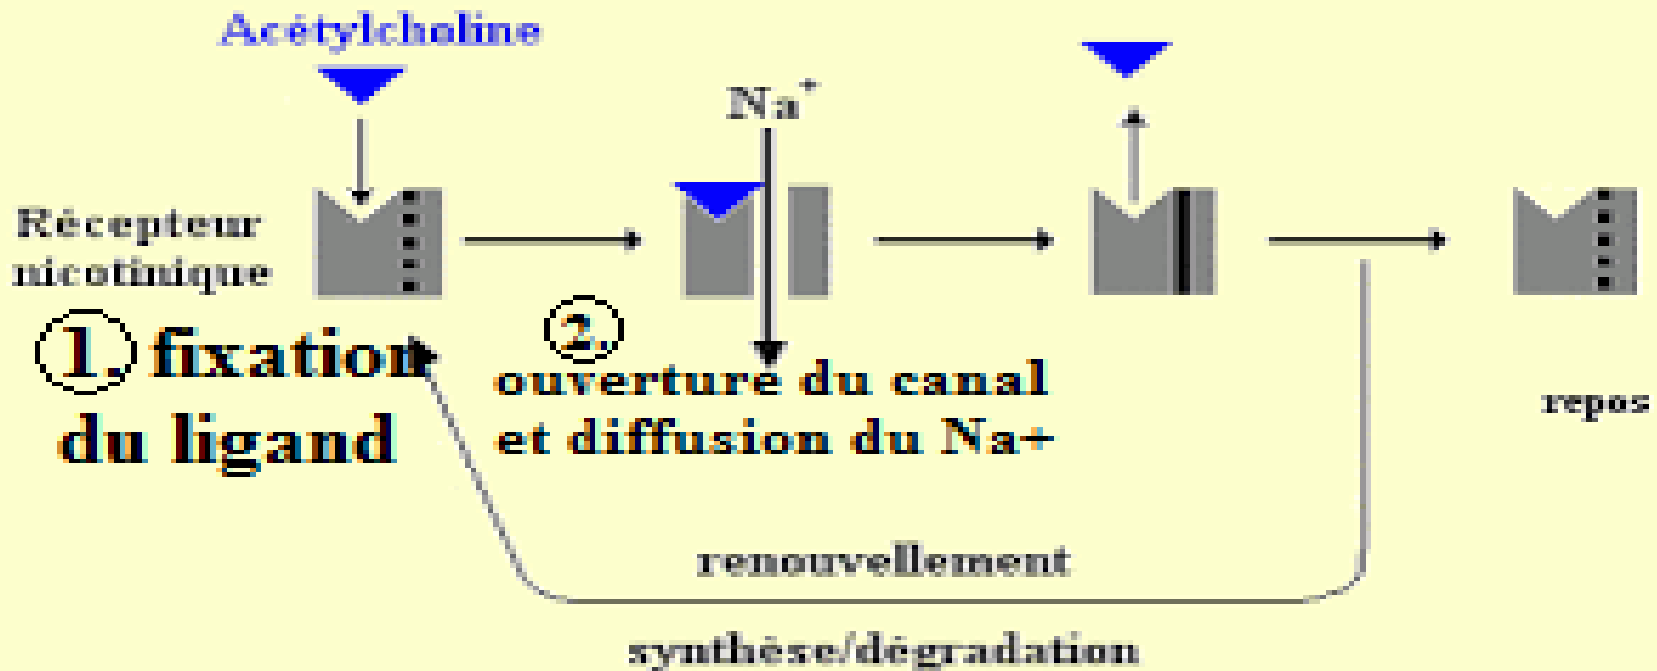 Acétylcholine
Na+
Récepteur
nicotinique
1. fixation
du ligand
2.
ouverture du canal
et diffusion du Na+
repos
renouvellement
synthèse/dégradation